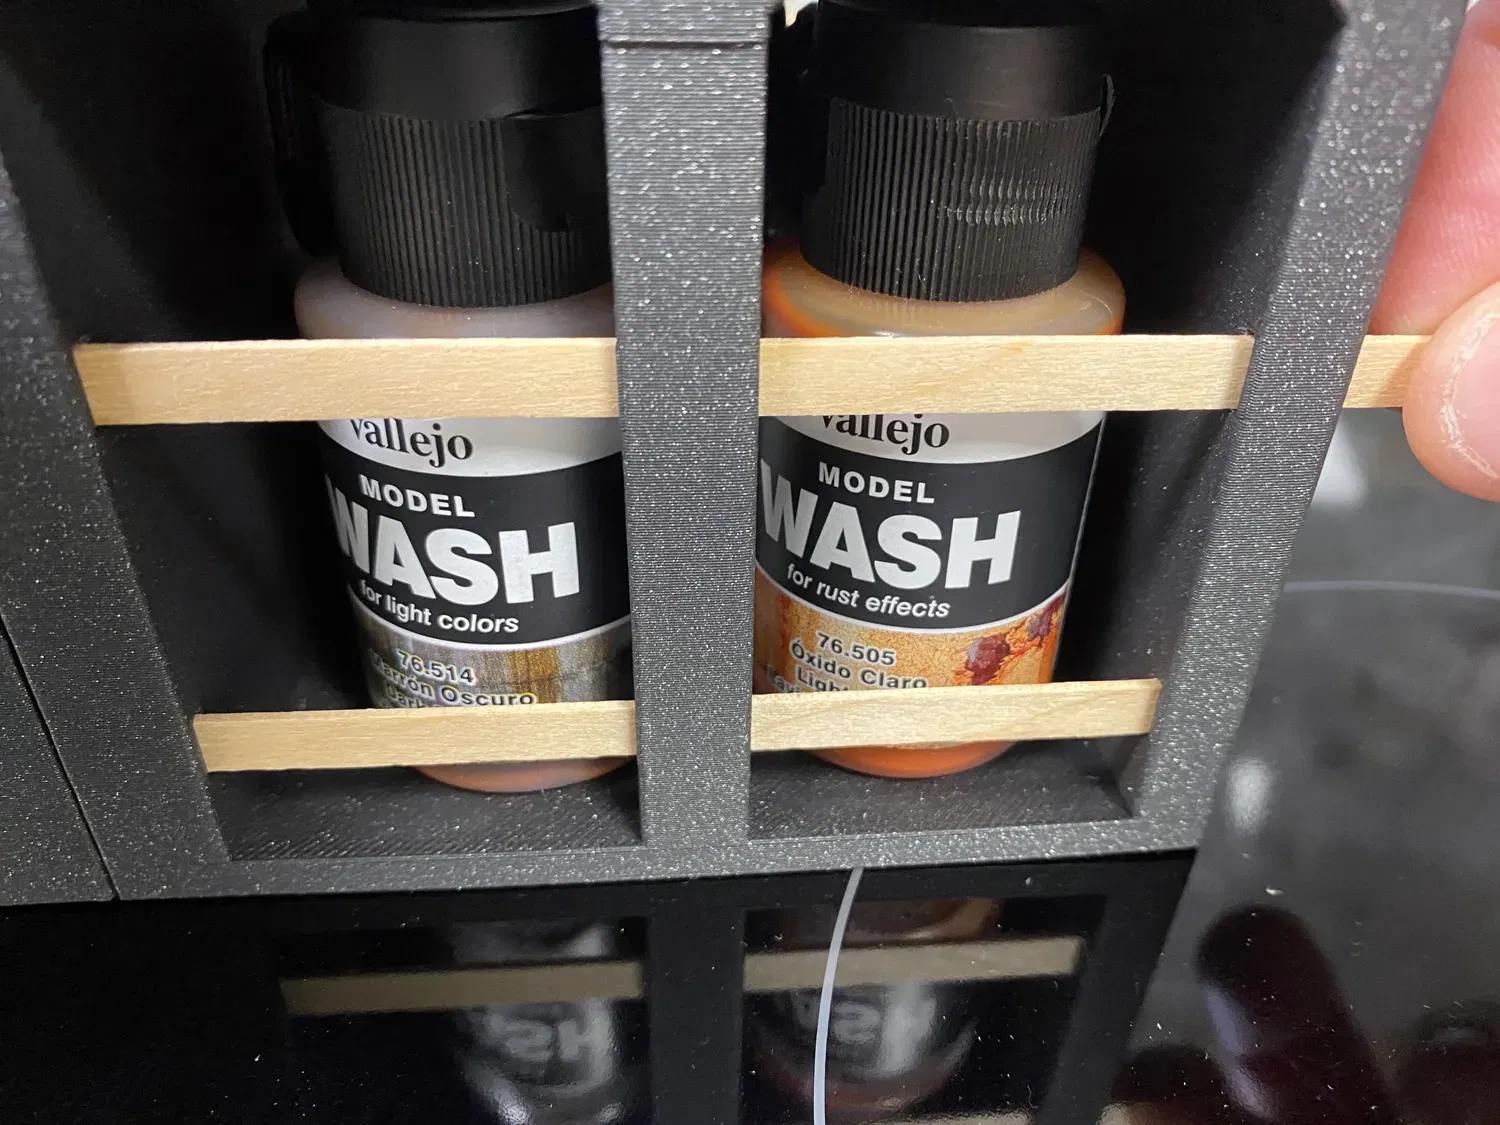 vallejo
MODEL
WASH
for light colors
76.514
Marrón Oscuro
vallejo
MODEL
WASH
for rust effects
76.505
Óxido Claro
Light